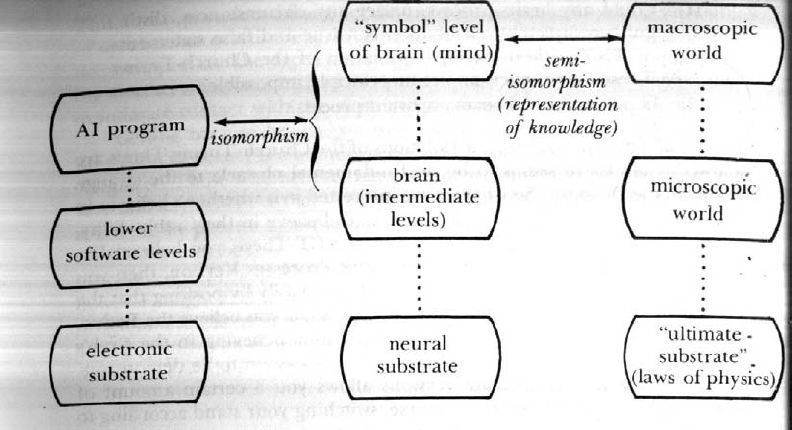 "symbol" level
of brain (mind)
macroscopic
world
semi-
isomorphism
(representation
of knowledge)
AI program
isomorphism
brain
(intermediate
levels)
microscopic
world
lower
software levels
electronic
substrate
neural
substrate
"ultimate
substrate"
(laws of physics)